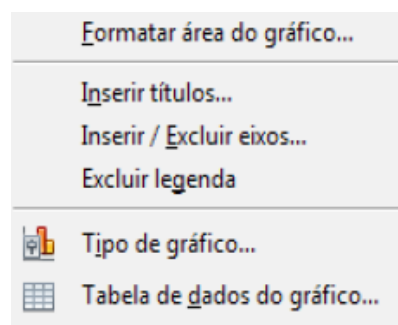 Formatar área do gráfico...
Inserir títulos...
Inserir / Excluir eixos...
Excluir legenda
Tipo de gráfico...
Tabela de dados do gráfico...